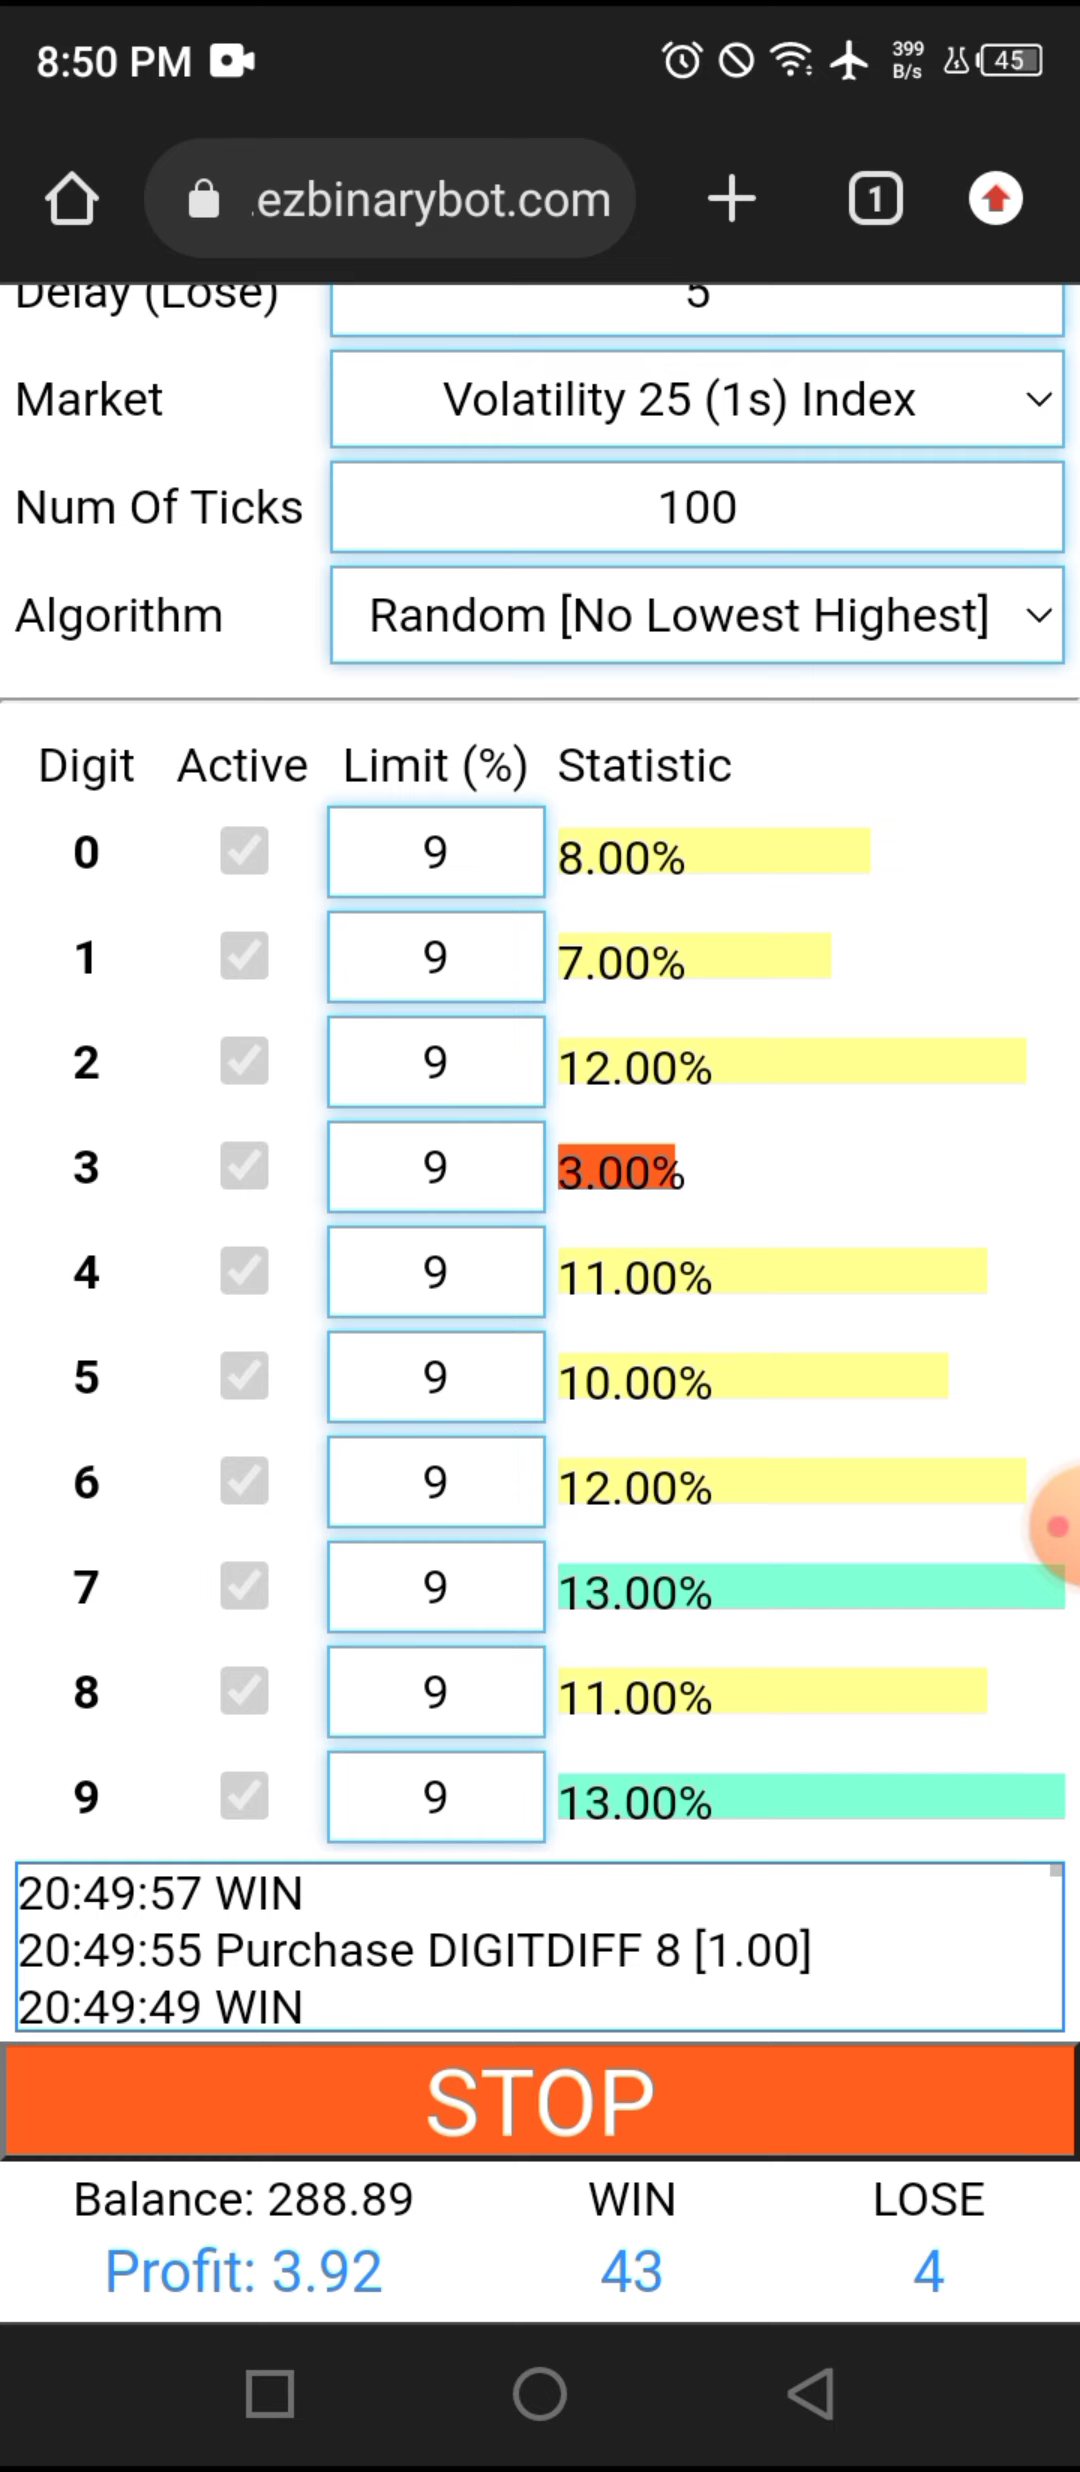 8:50 PM 399 B/s 45
.ezbinarybot.com 1
Delay (Lose) 5
Market Volatility 25 (1s) Index
Num Of Ticks 100
Algorithm Random [No Lowest Highest]
Digit Active Limit (%) Statistic
0 9 8.00%
1 9 7.00%
2 9 12.00%
3 9 3.00%
4 9 11.00%
5 9 10.00%
6 9 12.00%
7 9 13.00%
8 9 11.00%
9 9 13.00%
20:49:57 WIN
20:49:55 Purchase DIGITDIFF 8 [1.00]
20:49:49 WIN
STOP
Balance: 288.89 WIN LOSE
Profit: 3.92 43 4